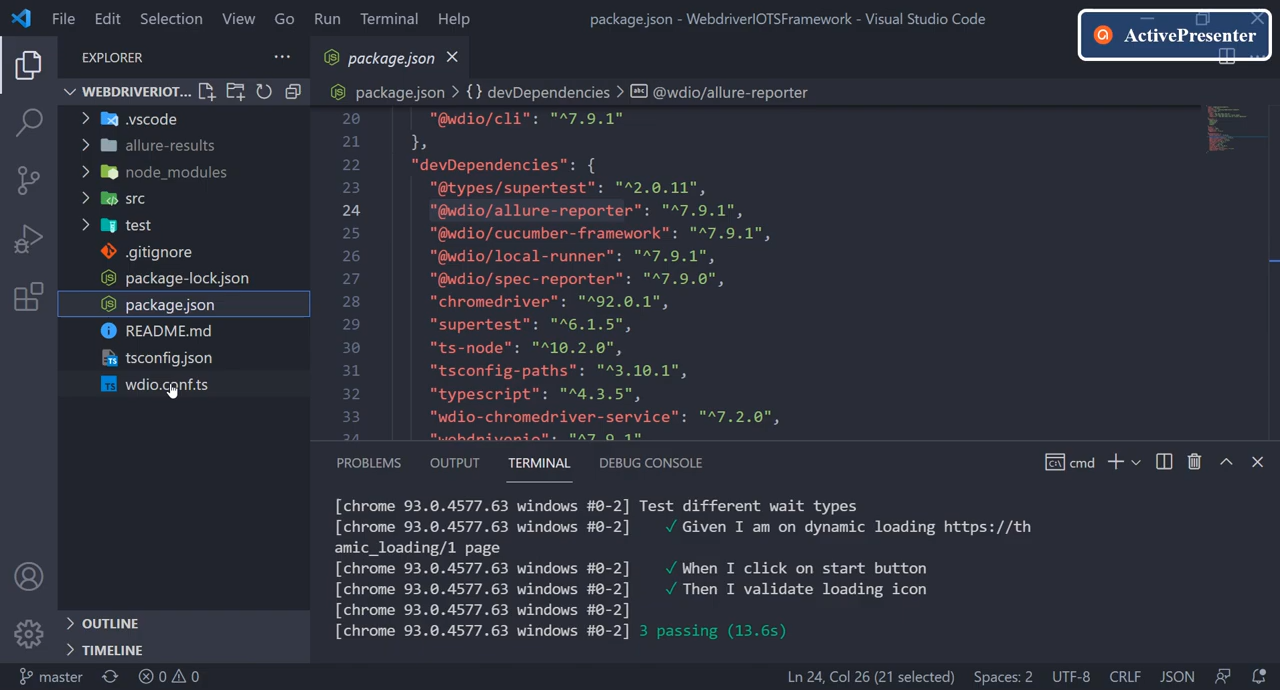 File Edit Selection View Go Run Terminal Help
package.json - WebdriverIOTSFramework - Visual Studio Code
ActivePresenter
EXPLORER
package.json
WEBDRIVERIOT...
package.json > {} devDependencies > @wdio/allure-reporter
.vscode
allure-results
node_modules
src
test
.gitignore
package-lock.json
package.json
README.md
tsconfig.json
wdio.conf.ts
OUTLINE
TIMELINE
20 "@wdio/cli": "^7.9.1"
21 },
22 "devDependencies": {
23 "@types/supertest": "^2.0.11",
24 "@wdio/allure-reporter": "^7.9.1",
25 "@wdio/cucumber-framework": "^7.9.1",
26 "@wdio/local-runner": "^7.9.1",
27 "@wdio/spec-reporter": "^7.9.0",
28 "chromedriver": "^92.0.1",
29 "supertest": "^6.1.5",
30 "ts-node": "^10.2.0",
31 "tsconfig-paths": "^3.10.1",
32 "typescript": "^4.3.5",
33 "wdio-chromedriver-service": "^7.2.0",
34 "webdriverio": "^7.9.1"
PROBLEMS OUTPUT TERMINAL DEBUG CONSOLE
cmd
[chrome 93.0.4577.63 windows #0-2] Test different wait types
[chrome 93.0.4577.63 windows #0-2] ✓ Given I am on dynamic loading https://th
amic_loading/1 page
[chrome 93.0.4577.63 windows #0-2] ✓ When I click on start button
[chrome 93.0.4577.63 windows #0-2] ✓ Then I validate loading icon
[chrome 93.0.4577.63 windows #0-2]
[chrome 93.0.4577.63 windows #0-2] 3 passing (13.6s)
master 0 0
Ln 24, Col 26 (21 selected) Spaces: 2 UTF-8 CRLF JSON